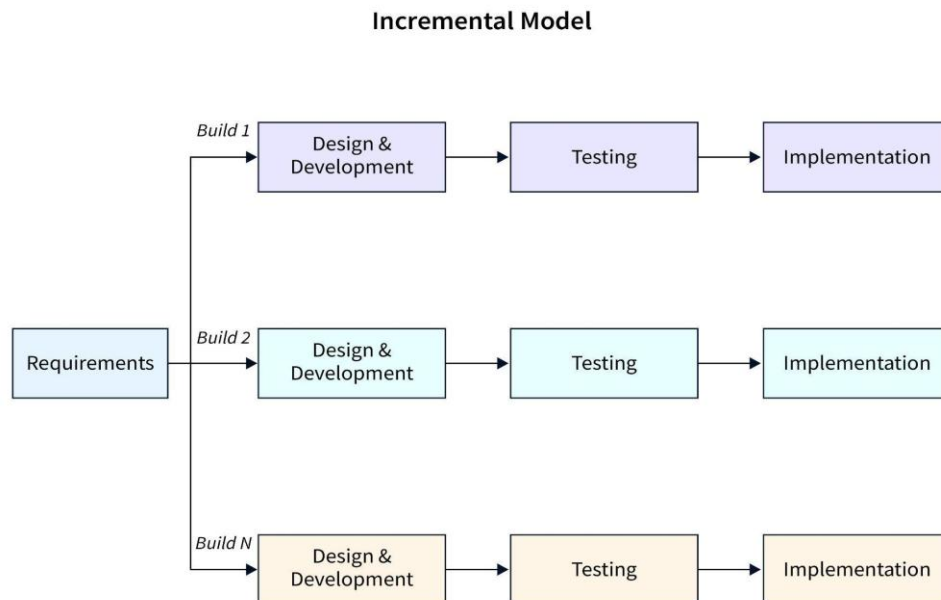 Incremental Model
Build 1
Design &
Development
Testing
Implementation
Requirements
Build 2
Design &
Development
Testing
Implementation
Build N
Design &
Development
Testing
Implementation